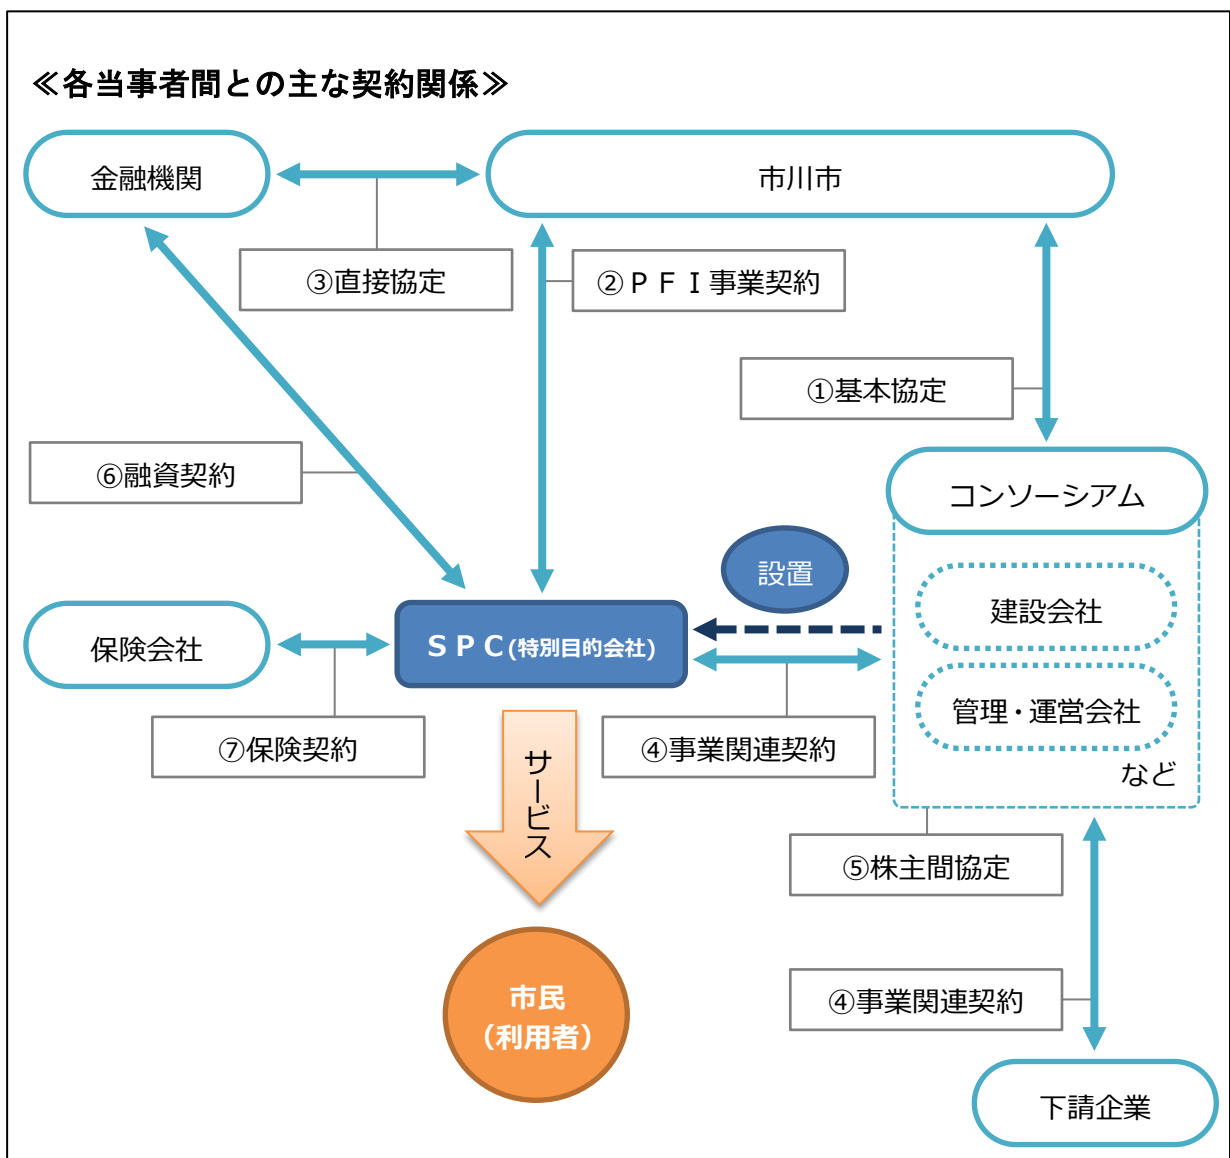 ≪各当事者間との主な契約関係≫
金融機関
市川市
③直接協定
②ＰＦＩ事業契約
①基本協定
⑥融資契約
コンソーシアム
設置
建設会社
保険会社
ＳＰＣ(特別目的会社)
管理・運営会社
⑦保険契約
④事業関連契約
など
サービス
⑤株主間協定
市民
（利用者）
④事業関連契約
下請企業